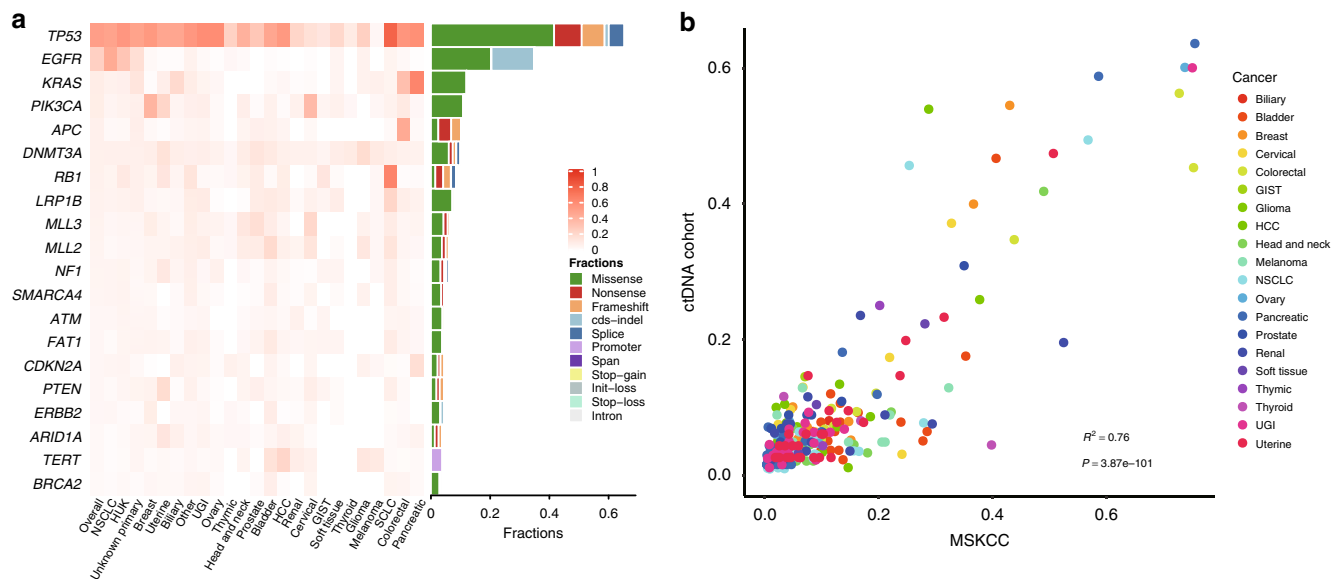 a
TP53
EGFR
KRAS
PIK3CA
APC
DNMT3A
RB1
LRP1B
MLL3
MLL2
NF1
SMARCA4
ATM
FAT1
CDKN2A
PTEN
ERBB2
ARID1A
TERT
BRCA2
Overall
NSCLC
HUK
Unknown primary
Breast
Uterine
Biliary
Other
UGI
Ovary
Thymic
Head and neck
Prostate
Bladder
HCC
Renal
Cervical
GIST
Soft tissue
Thyroid
Glioma
Melanoma
SCLC
Colorectal
Pancreatic
1
0.8
0.6
0.4
0.2
0
Fractions
Missense
Nonsense
Frameshift
cds-indel
Splice
Promoter
Span
Stop-gain
Init-loss
Stop-loss
Intron
0 0.2 0.4 0.6
Fractions
b
0.6
0.4
0.2
0.0
ctDNA cohort
0.0 0.2 0.4 0.6
MSKCC
R² = 0.76
P = 3.87e–101
Cancer
Biliary
Bladder
Breast
Cervical
Colorectal
GIST
Glioma
HCC
Head and neck
Melanoma
NSCLC
Ovary
Pancreatic
Prostate
Renal
Soft tissue
Thymic
Thyroid
UGI
Uterine